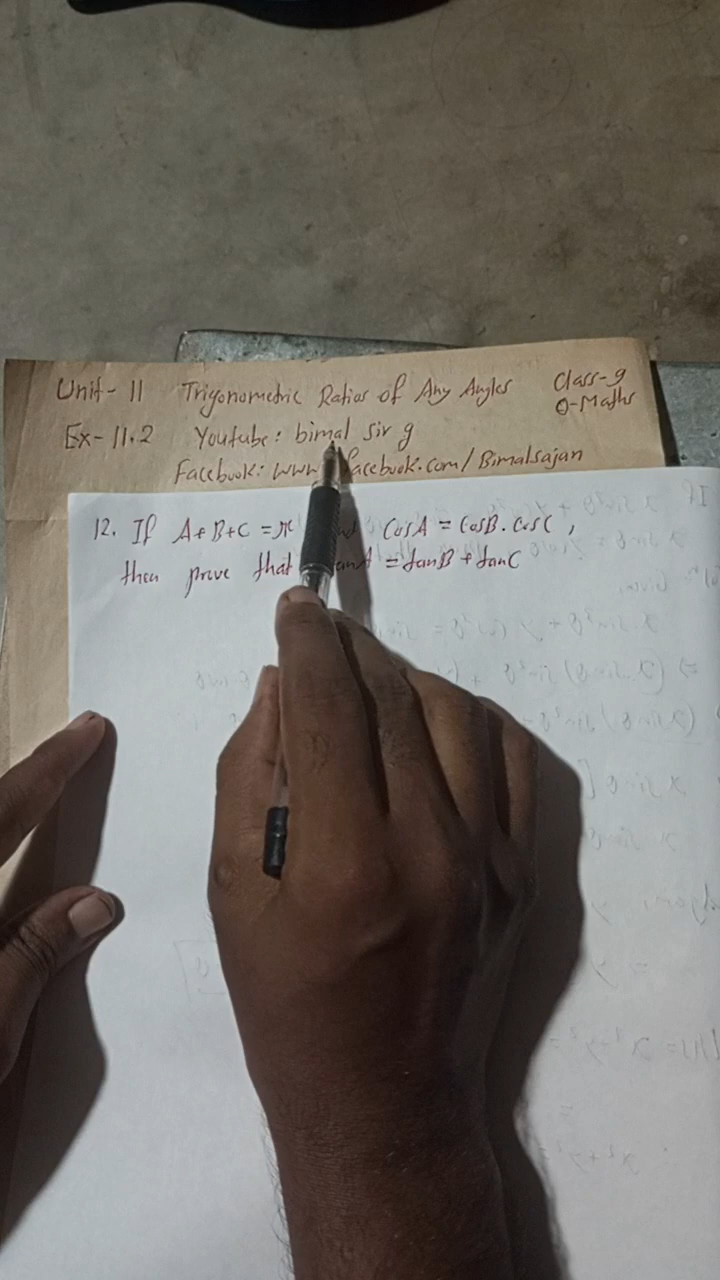 Unit- 11 Trigonometric Ratios of Any Angles Class-9
O-Maths
Ex- 11.2 Youtube: bimal sir g
Facebook: www facebook.com/Bimalsajan
12. If A+B+C = π CosA = CosB. CosC ,
then prove that tanA = tanB + tanC